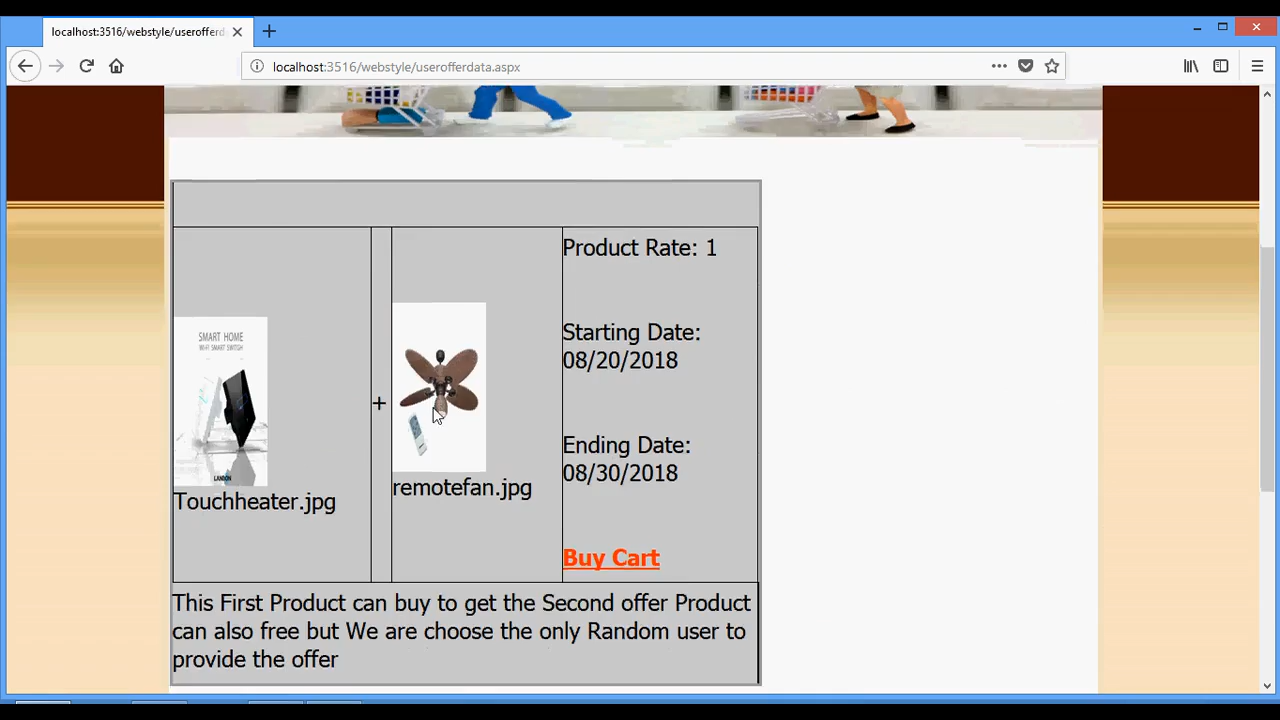 localhost:3516/webstyle/userofferd
localhost:3516/webstyle/userofferdata.aspx
Product Rate: 1
Starting Date:
08/20/2018
SMART HOME
WI-FI SMART SWITCH
LANBON
Touchheater.jpg
+
remotefan.jpg
Ending Date:
08/30/2018
Buy Cart
This First Product can buy to get the Second offer Product
can also free but We are choose the only Random user to
provide the offer